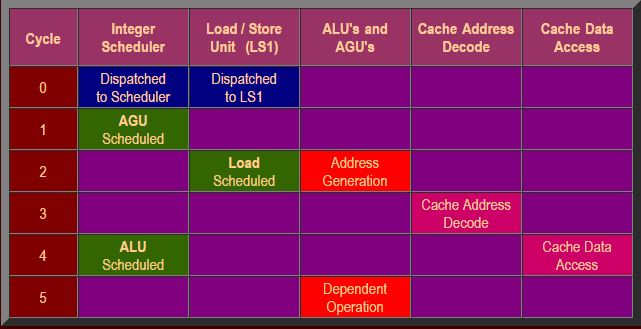 Cycle
Integer
Scheduler
Load / Store
Unit (LS1)
ALU's and
AGU's
Cache Address
Decode
Cache Data
Access
0
Dispatched
to Scheduler
Dispatched
to LS1
1
AGU
Scheduled
2
Load
Scheduled
Address
Generation
3
Cache Address
Decode
4
ALU
Scheduled
Cache Data
Access
5
Dependent
Operation